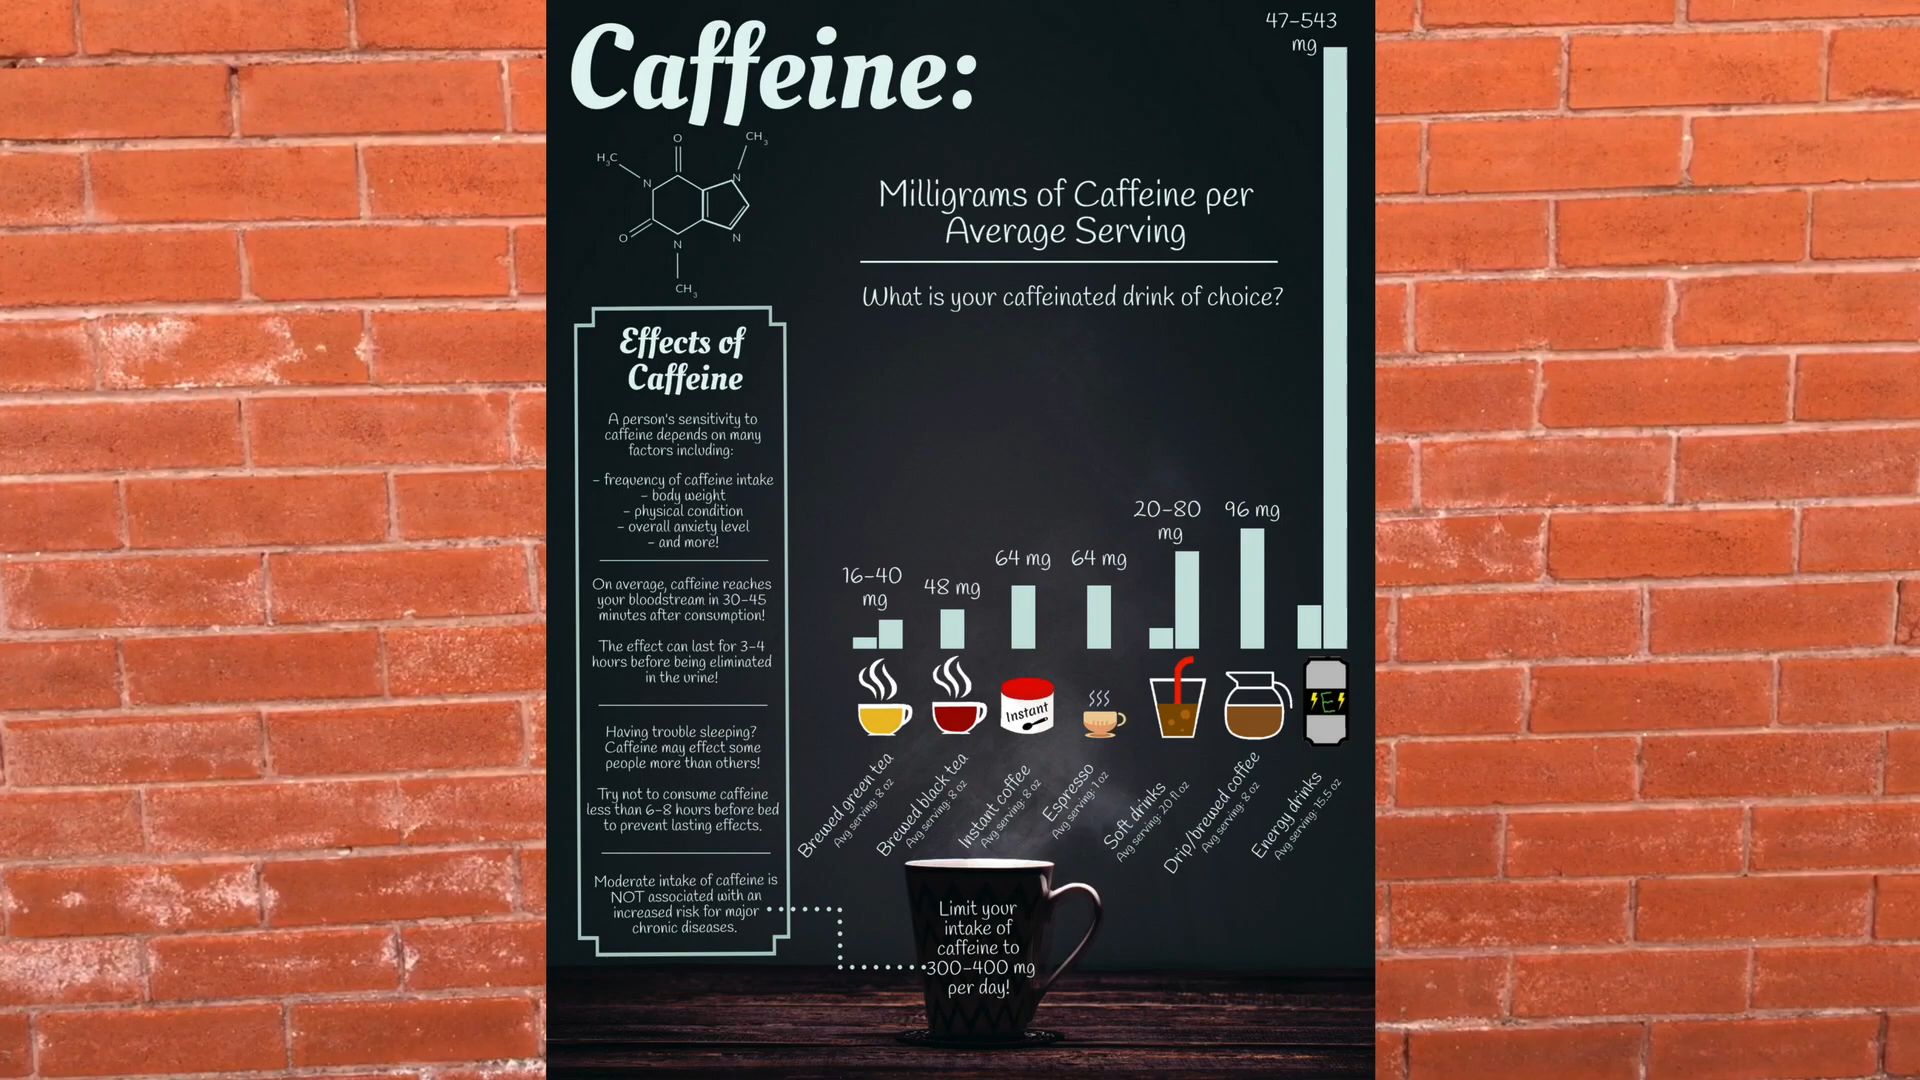 Caffeine:
O
CH3
H3C
N
N
O
N
N
CH3
Milligrams of Caffeine per
Average Serving
What is your caffeinated drink of choice?
Effects of
Caffeine
A person's sensitivity to
caffeine depends on many
factors including:
- frequency of caffeine intake
- body weight
- physical condition
- overall anxiety level
- and more!
On average, caffeine reaches
your bloodstream in 30-45
minutes after consumption!
The effect can last for 3-4
hours before being eliminated
in the urine!
Having trouble sleeping?
Caffeine may effect some
people more than others!
Try not to consume caffeine
less than 6-8 hours before bed
to prevent lasting effects.
Moderate intake of caffeine is
NOT associated with an
increased risk for major
chronic diseases.
16-40
mg
48 mg
64 mg
64 mg
20-80
mg
96 mg
47-543
mg
Instant
E
Brewed green tea
Avg serving: 8 oz
Brewed black tea
Avg serving: 8 oz
Instant coffee
Avg serving: 8 oz
Espresso
Avg serving: 1 oz
Soft drinks
Avg serving: 20 fl oz
Drip/brewed coffee
Avg serving: 8 oz
Energy drinks
Avg serving: 15.5 oz
Limit your
intake of
caffeine to
300-400 mg
per day!